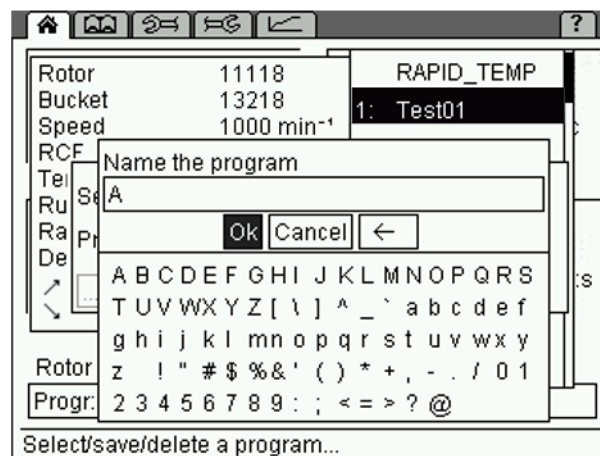 ?
Rotor 11118
Bucket 13218
Speed 1000 min⁻¹
RCF
RAPID_TEMP
1: Test01
Name the program
A
Ok Cancel ←
A B C D E F G H I J K L M N O P Q R S
T U V W X Y Z [ \ ] ^ _ ` a b c d e f
g h i j k l m n o p q r s t u v w x y
z ! " # $ % & ' ( ) * + , - . / 0 1
2 3 4 5 6 7 8 9 : ; < = > ? @
Rotor
Progr:
Select/save/delete a program...